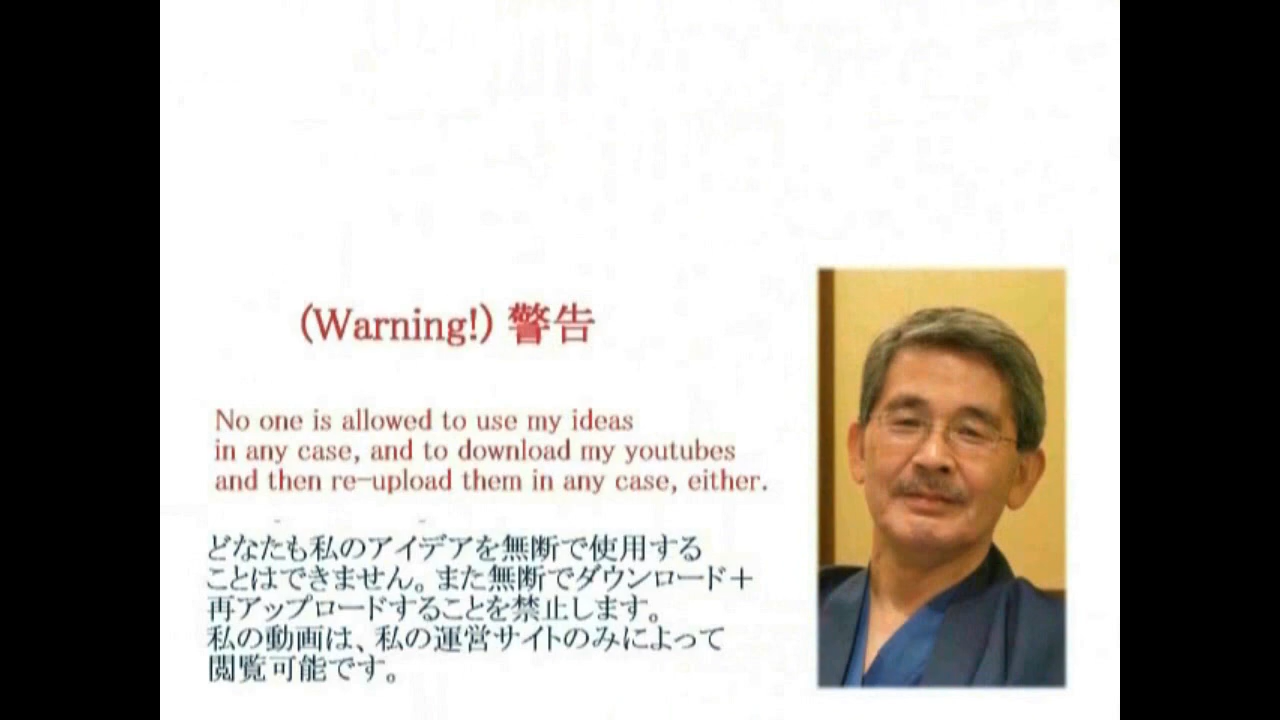 (Warning!) 警告
No one is allowed to use my ideas
in any case, and to download my youtubes
and then re-upload them in any case, either.
どなたも私のアイデアを無断で使用する
ことはできません。また無断でダウンロード＋
再アップロードすることを禁止します。
私の動画は、私の運営サイトのみによって
閲覧可能です。